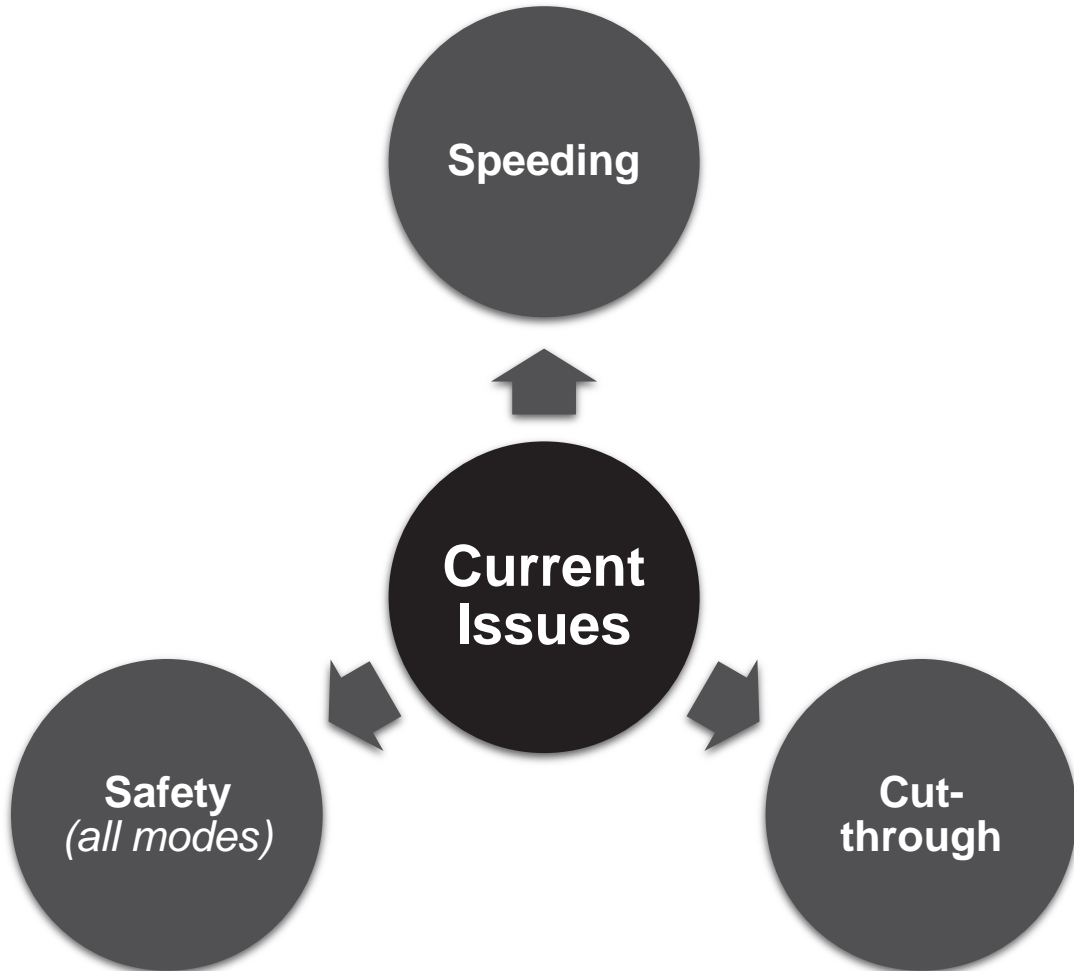 Speeding
Current
Issues
Safety
(all modes)
Cut-
through